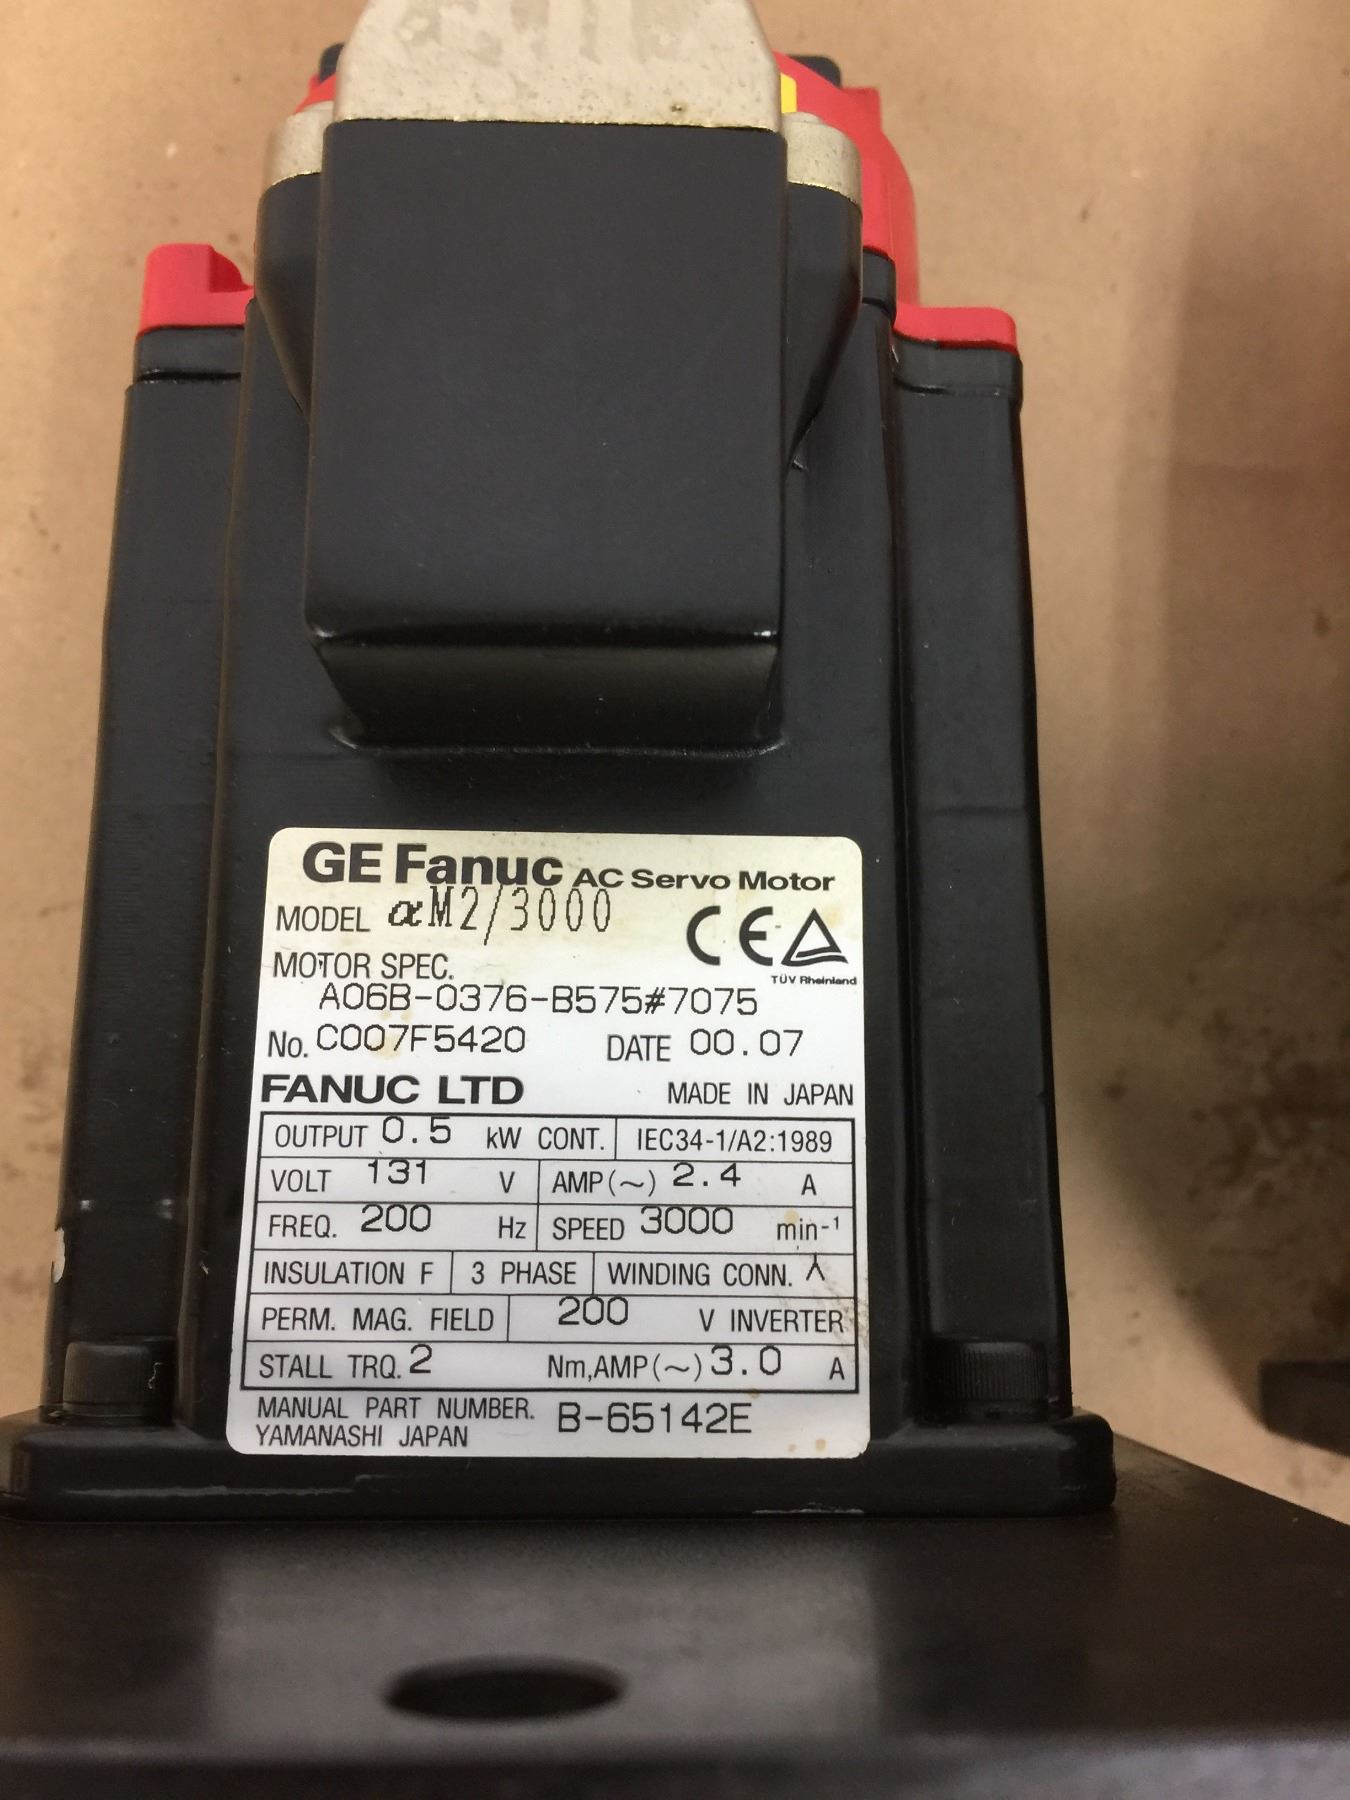 GE Fanuc AC Servo Motor
MODEL αM2/3000
CE
TÜV Rheinland
MOTOR SPEC.
A06B-0376-B575#7075
No. C007F5420 DATE 00.07
FANUC LTD MADE IN JAPAN
OUTPUT 0.5 kW CONT. IEC34-1/A2:1989
VOLT 131 V AMP(~) 2.4 A
FREQ. 200 Hz SPEED 3000 min-¹
INSULATION F 3 PHASE WINDING CONN. ⅄
PERM. MAG. FIELD 200 V INVERTER
STALL TRQ. 2 Nm,AMP(~) 3.0 A
MANUAL PART NUMBER. B-65142E
YAMANASHI JAPAN